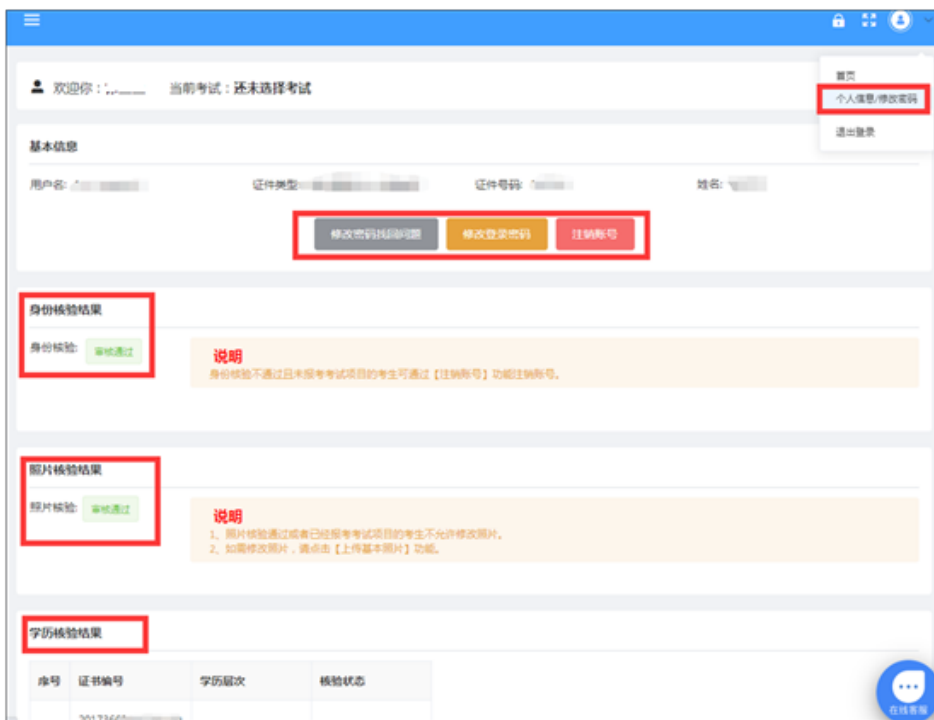 欢迎你：
当前考试：还未选择考试
首页
个人信息/修改密码
退出登录
基本信息
用户名:
证件类型:
证件号码:
姓名:
修改密码找回问题
修改登录密码
注销账号
身份核验结果
身份核验:
审核通过
说明
身份核验不通过且未报考考试项目的考生可通过【注销账号】功能注销账号。
照片核验结果
照片核验:
审核通过
说明
1、照片核验通过或者已经报考考试项目的考生不允许修改照片。
2、如需修改照片，请点击【上传基本照片】功能。
学历核验结果
序号 证书编号 学历层次 核验状态
在线客服